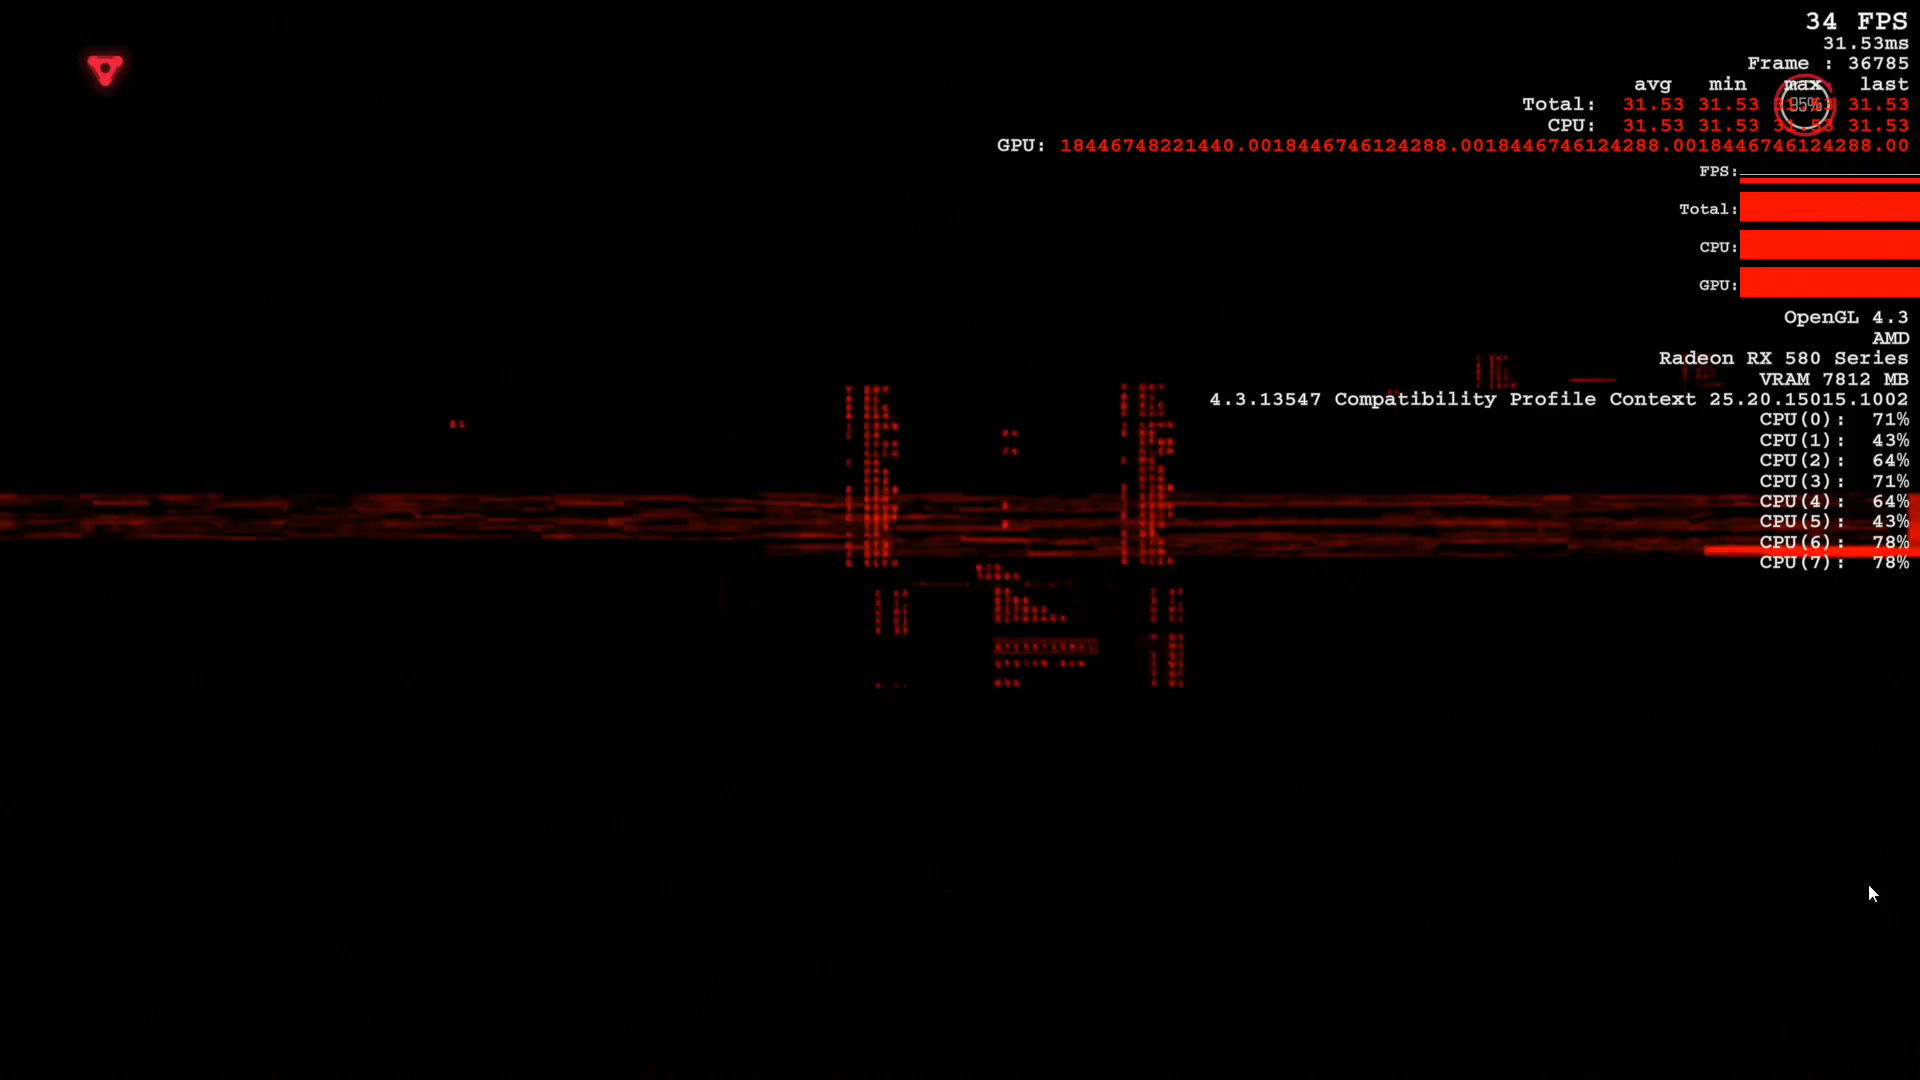 34 FPS
31.53ms
Frame : 36785
avg min max last
Total: 31.53 31.53 31.53 31.53
CPU: 31.53 31.53 31.53 31.53
GPU: 18446748221440.0018446746124288.0018446746124288.0018446746124288.00
FPS:
Total:
CPU:
GPU:
OpenGL 4.3
AMD
Radeon RX 580 Series
VRAM 7812 MB
4.3.13547 Compatibility Profile Context 25.20.15015.1002
CPU(0): 71%
CPU(1): 43%
CPU(2): 64%
CPU(3): 71%
CPU(4): 64%
CPU(5): 43%
CPU(6): 78%
CPU(7): 78%